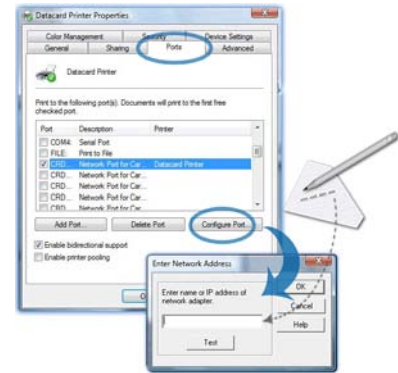 Datacard Printer Properties
Color Management Security Device Settings
General Sharing Ports Advanced
Datacard Printer
Print to the following port(s). Documents will print to the first free
checked port.
Port Description Printer
COM4: Serial Port
FILE: Print to File
CRD... Network Port for Car... Datacard Printer
CRD... Network Port for Car...
CRD... Network Port for Car...
CRD... Network Port for Car...
Add Port... Delete Port Configure Port...
Enable bidirectional support
Enable printer pooling
Enter Network Address
Enter name or IP address of
network adapter.
OK
Cancel
Help
Test